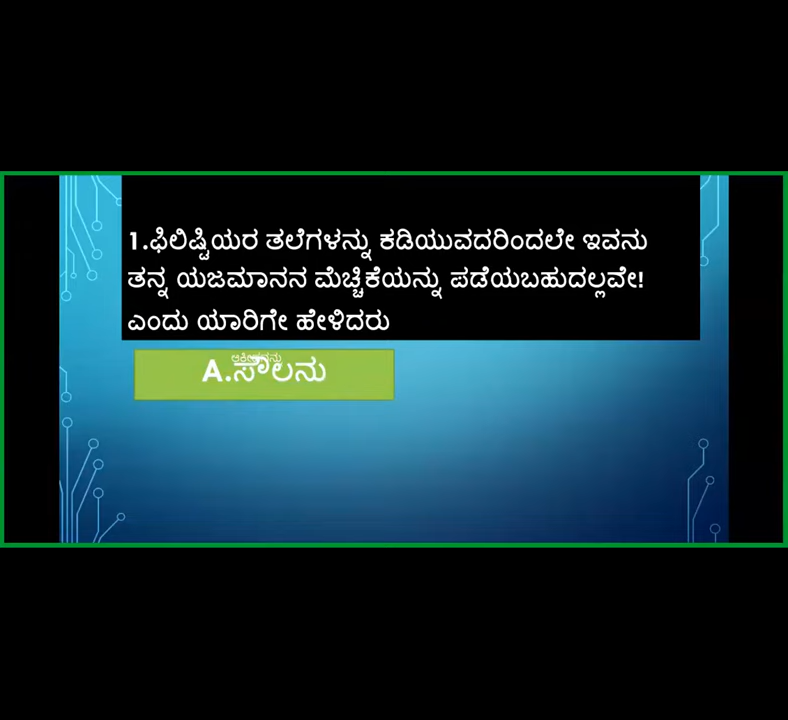 1.ಫಿಲಿಷ್ಟಿಯರ ತಲೆಗಳನ್ನು ಕಡಿಯುವದರಿಂದಲೇ ಇವನು
ತನ್ನ ಯಜಮಾನನ ಮೆಚ್ಚಿಕೆಯನ್ನು ಪಡೆಯಬಹುದಲ್ಲವೇ!
ಎಂದು ಯಾರಿಗೇ ಹೇಳಿದರು
A.ಸೌಲನು